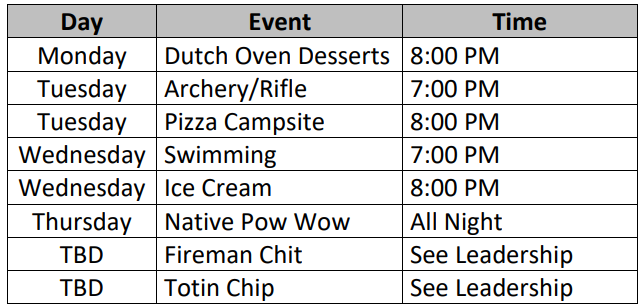 Day Event Time
Monday Dutch Oven Desserts 8:00 PM
Tuesday Archery/Rifle 7:00 PM
Tuesday Pizza Campsite 8:00 PM
Wednesday Swimming 7:00 PM
Wednesday Ice Cream 8:00 PM
Thursday Native Pow Wow All Night
TBD Fireman Chit See Leadership
TBD Totin Chip See Leadership